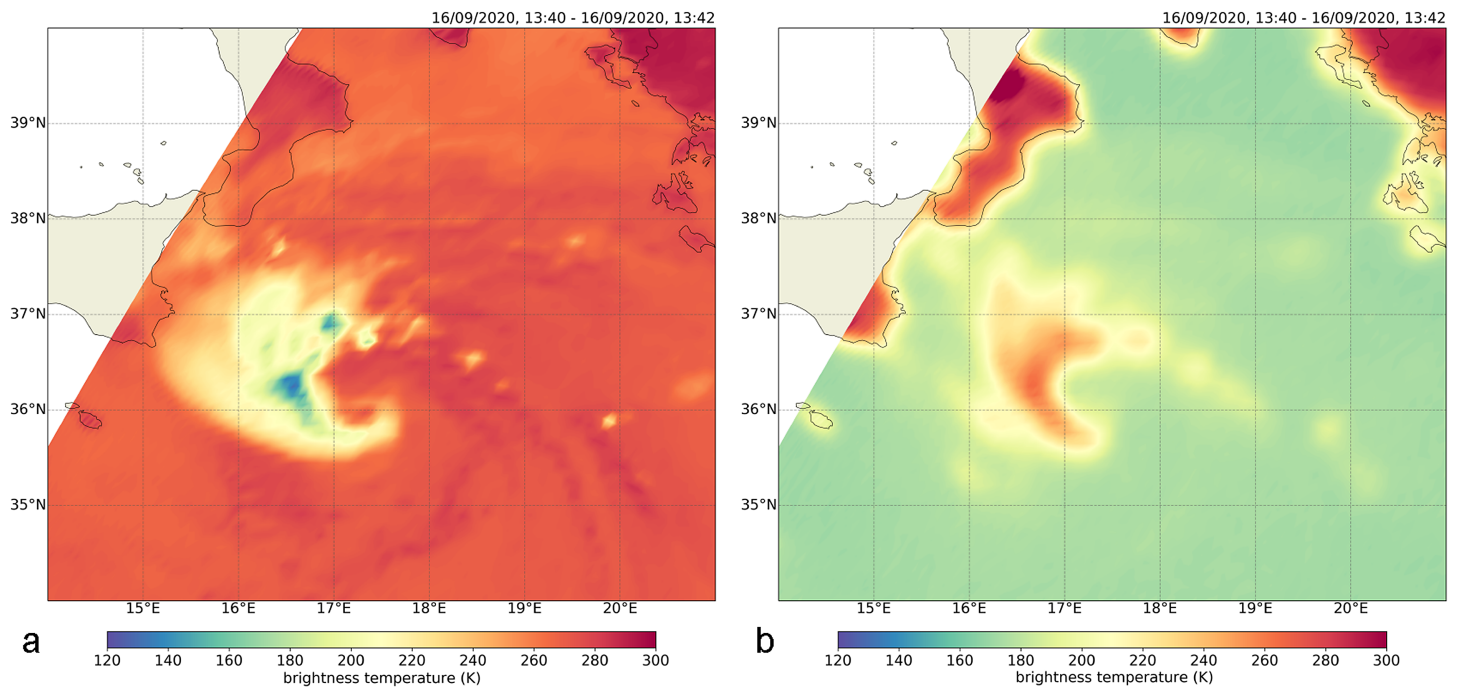 16/09/2020, 13:40 - 16/09/2020, 13:42
39°N
38°N
37°N
36°N
35°N
15°E 16°E 17°E 18°E 19°E 20°E
a
120 140 160 180 200 220 240 260 280 300
brightness temperature (K)
16/09/2020, 13:40 - 16/09/2020, 13:42
39°N
38°N
37°N
36°N
35°N
15°E 16°E 17°E 18°E 19°E 20°E
b
120 140 160 180 200 220 240 260 280 300
brightness temperature (K)